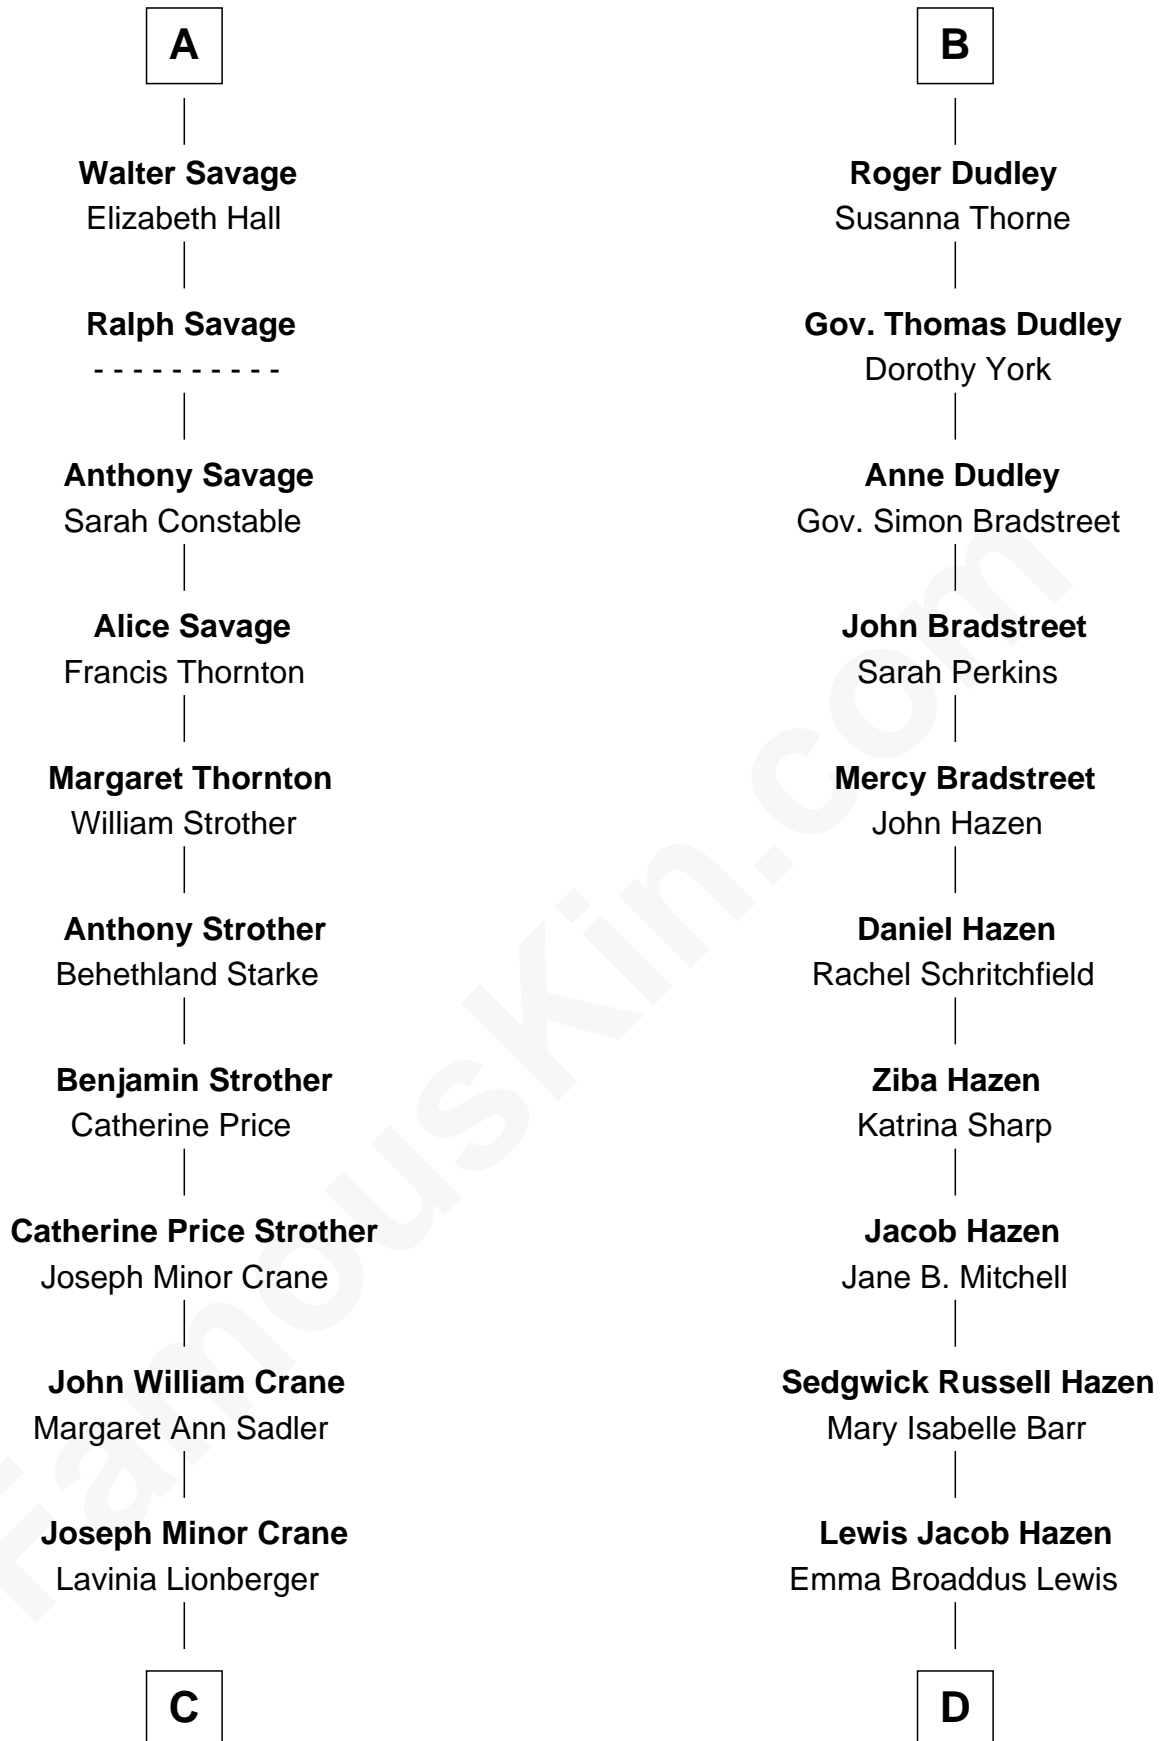 A
Walter Savage
Elizabeth Hall
Ralph Savage
- - - - - - - - - -
Anthony Savage
Sarah Constable
Alice Savage
Francis Thornton
Margaret Thornton
William Strother
Anthony Strother
Behethland Starke
Benjamin Strother
Catherine Price
Catherine Price Strother
Joseph Minor Crane
John William Crane
Margaret Ann Sadler
Joseph Minor Crane
Lavinia Lionberger
C
B
Roger Dudley
Susanna Thorne
Gov. Thomas Dudley
Dorothy York
Anne Dudley
Gov. Simon Bradstreet
John Bradstreet
Sarah Perkins
Mercy Bradstreet
John Hazen
Daniel Hazen
Rachel Schritchfield
Ziba Hazen
Katrina Sharp
Jacob Hazen
Jane B. Mitchell
Sedgwick Russell Hazen
Mary Isabelle Barr
Lewis Jacob Hazen
Emma Broaddus Lewis
D
FamousKin.com